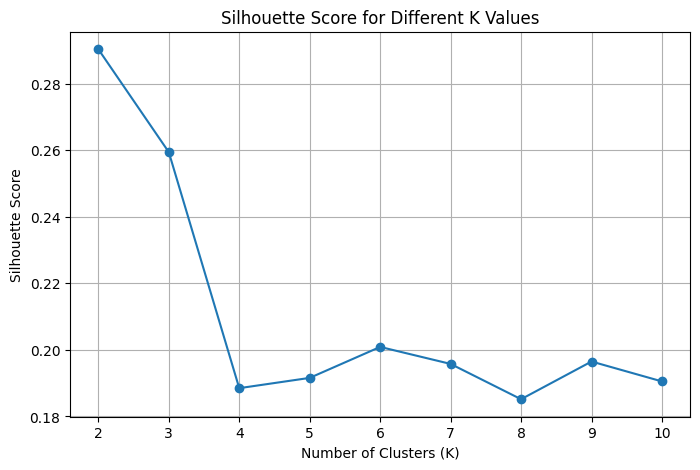 Silhouette Score for Different K Values
Silhouette Score
0.28
0.26
0.24
0.22
0.20
0.18
2 3 4 5 6 7 8 9 10
Number of Clusters (K)